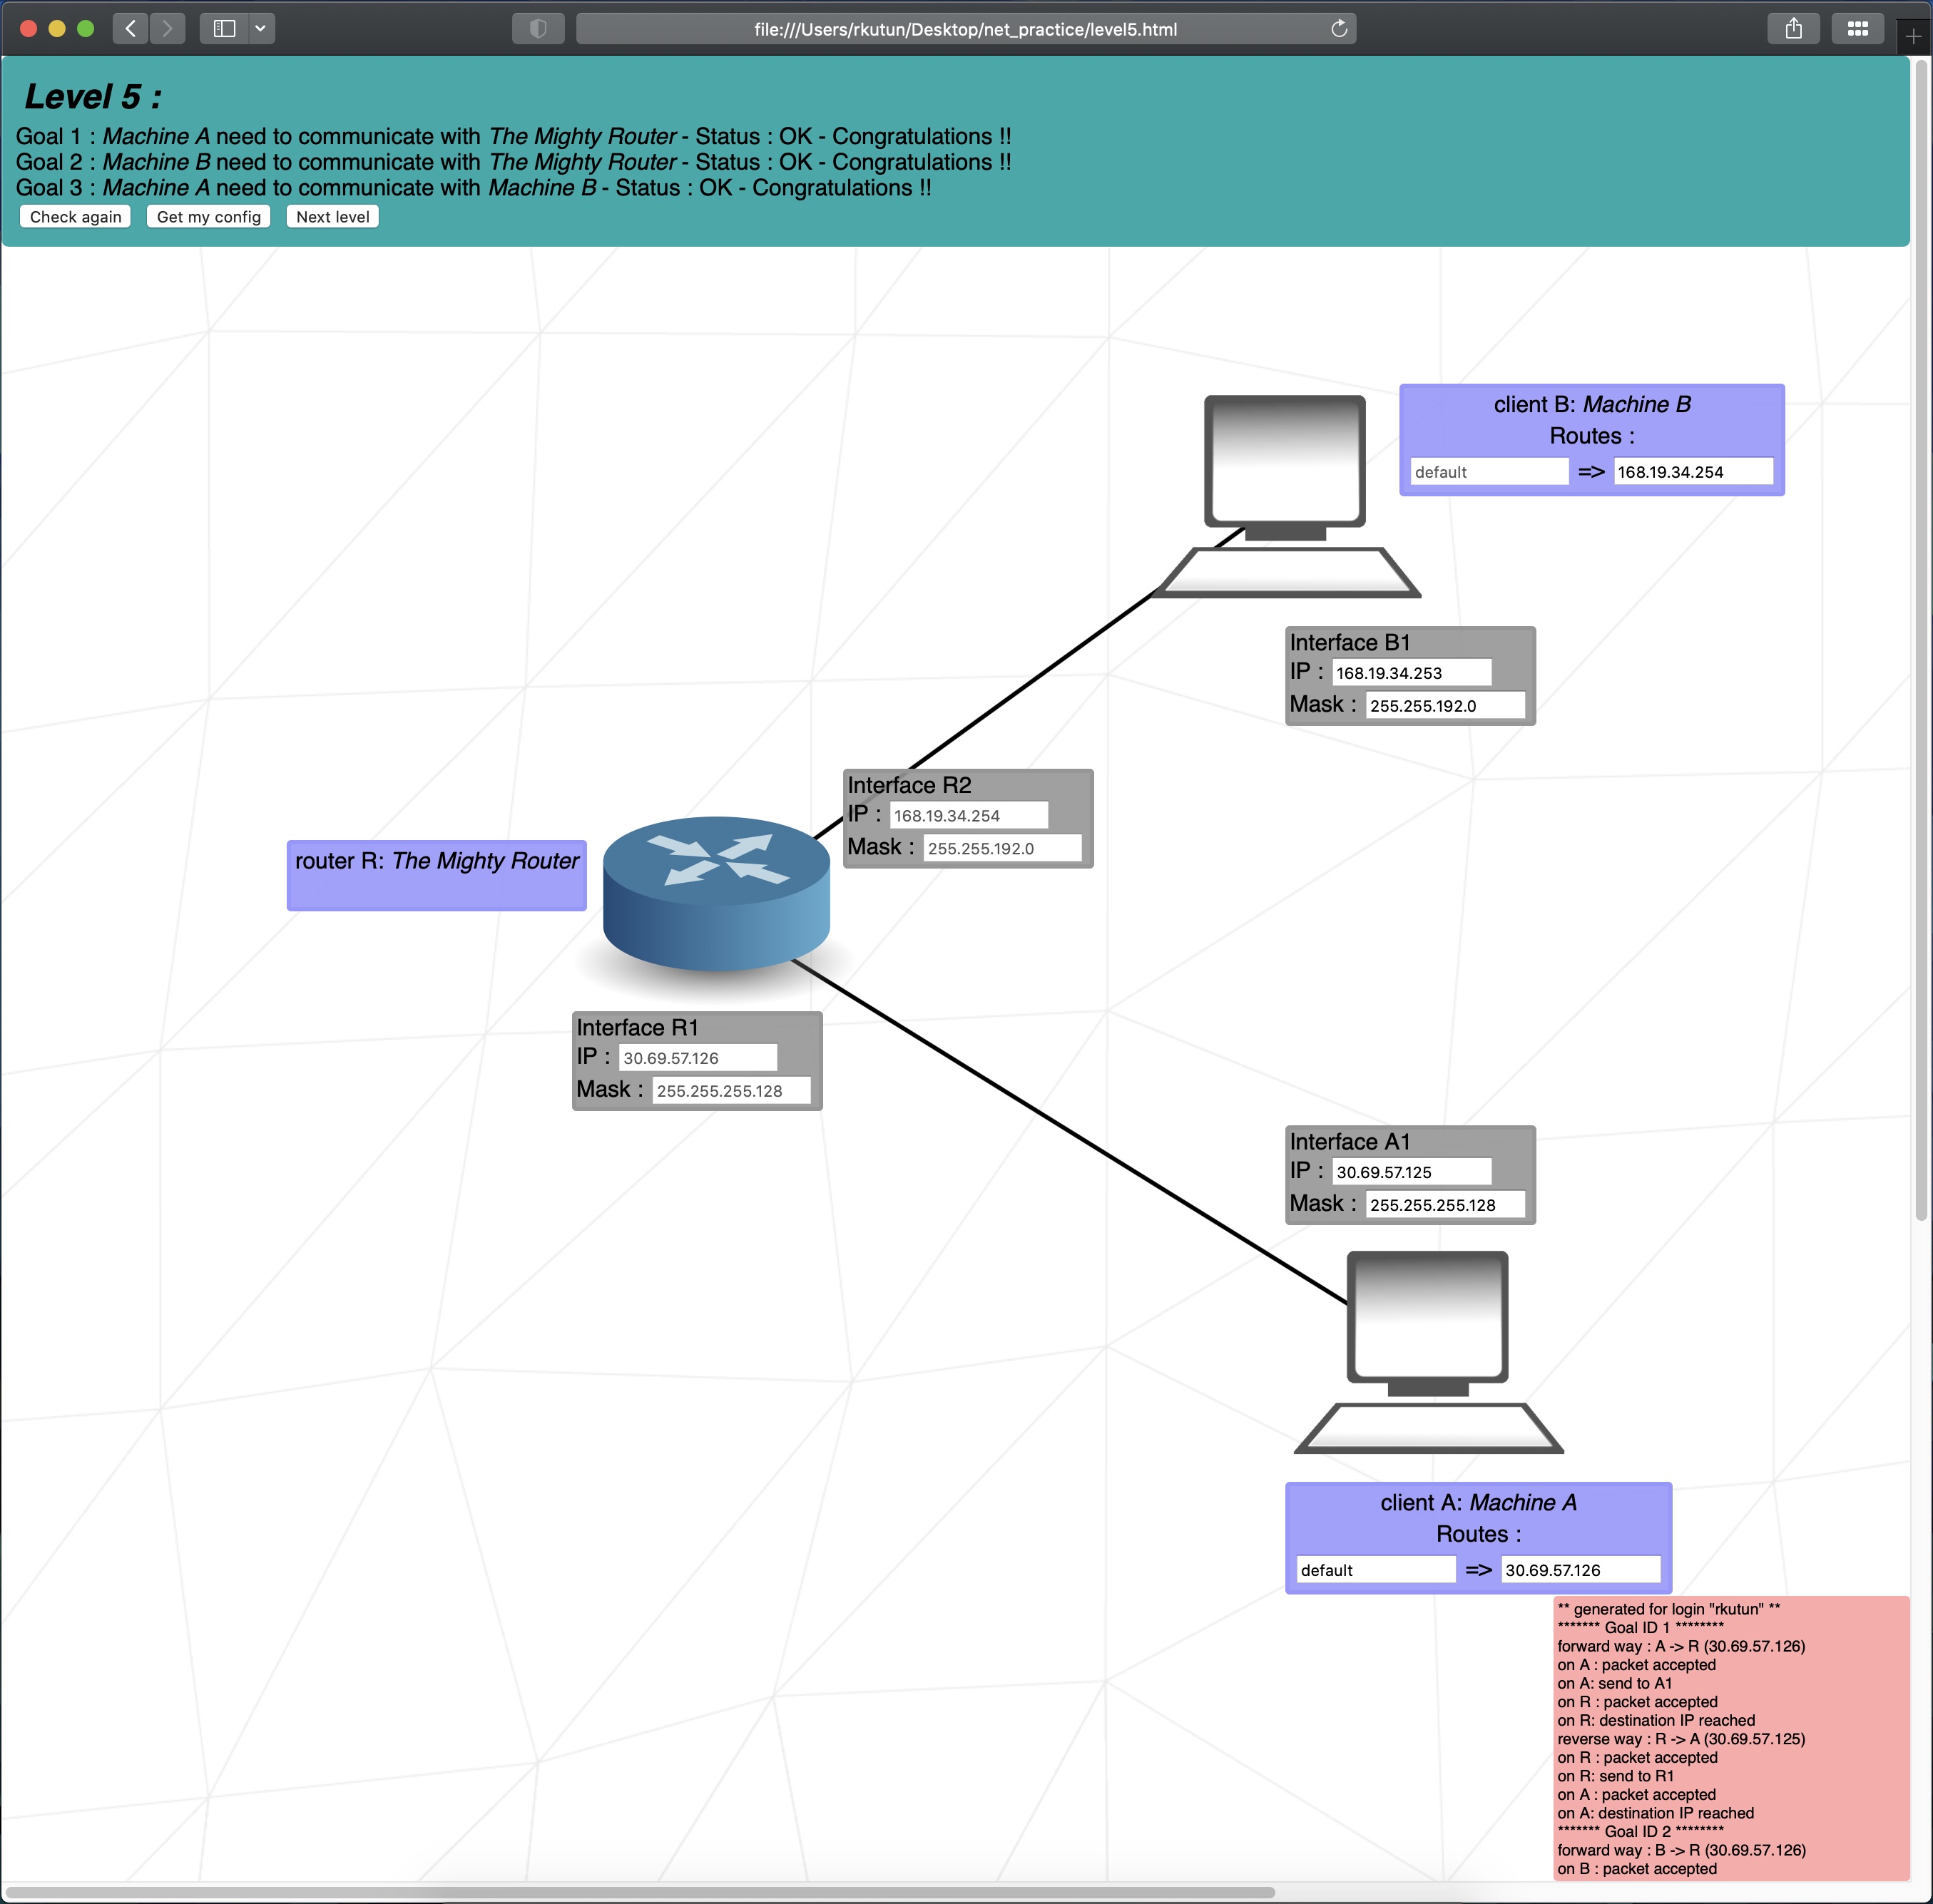 file:///Users/rkutun/Desktop/net_practice/level5.html
Level 5 :
Goal 1 : Machine A need to communicate with The Mighty Router - Status : OK - Congratulations !!
Goal 2 : Machine B need to communicate with The Mighty Router - Status : OK - Congratulations !!
Goal 3 : Machine A need to communicate with Machine B - Status : OK - Congratulations !!
Check again Get my config Next level
client B: Machine B
Routes :
default => 168.19.34.254
Interface B1
IP : 168.19.34.253
Mask : 255.255.192.0
Interface R2
IP : 168.19.34.254
Mask : 255.255.192.0
router R: The Mighty Router
Interface R1
IP : 30.69.57.126
Mask : 255.255.255.128
Interface A1
IP : 30.69.57.125
Mask : 255.255.255.128
client A: Machine A
Routes :
default => 30.69.57.126
** generated for login "rkutun" **
******* Goal ID 1 ********
forward way : A -> R (30.69.57.126)
on A : packet accepted
on A: send to A1
on R : packet accepted
on R: destination IP reached
reverse way : R -> A (30.69.57.125)
on R : packet accepted
on R: send to R1
on A : packet accepted
on A: destination IP reached
******* Goal ID 2 ********
forward way : B -> R (30.69.57.126)
on B : packet accepted